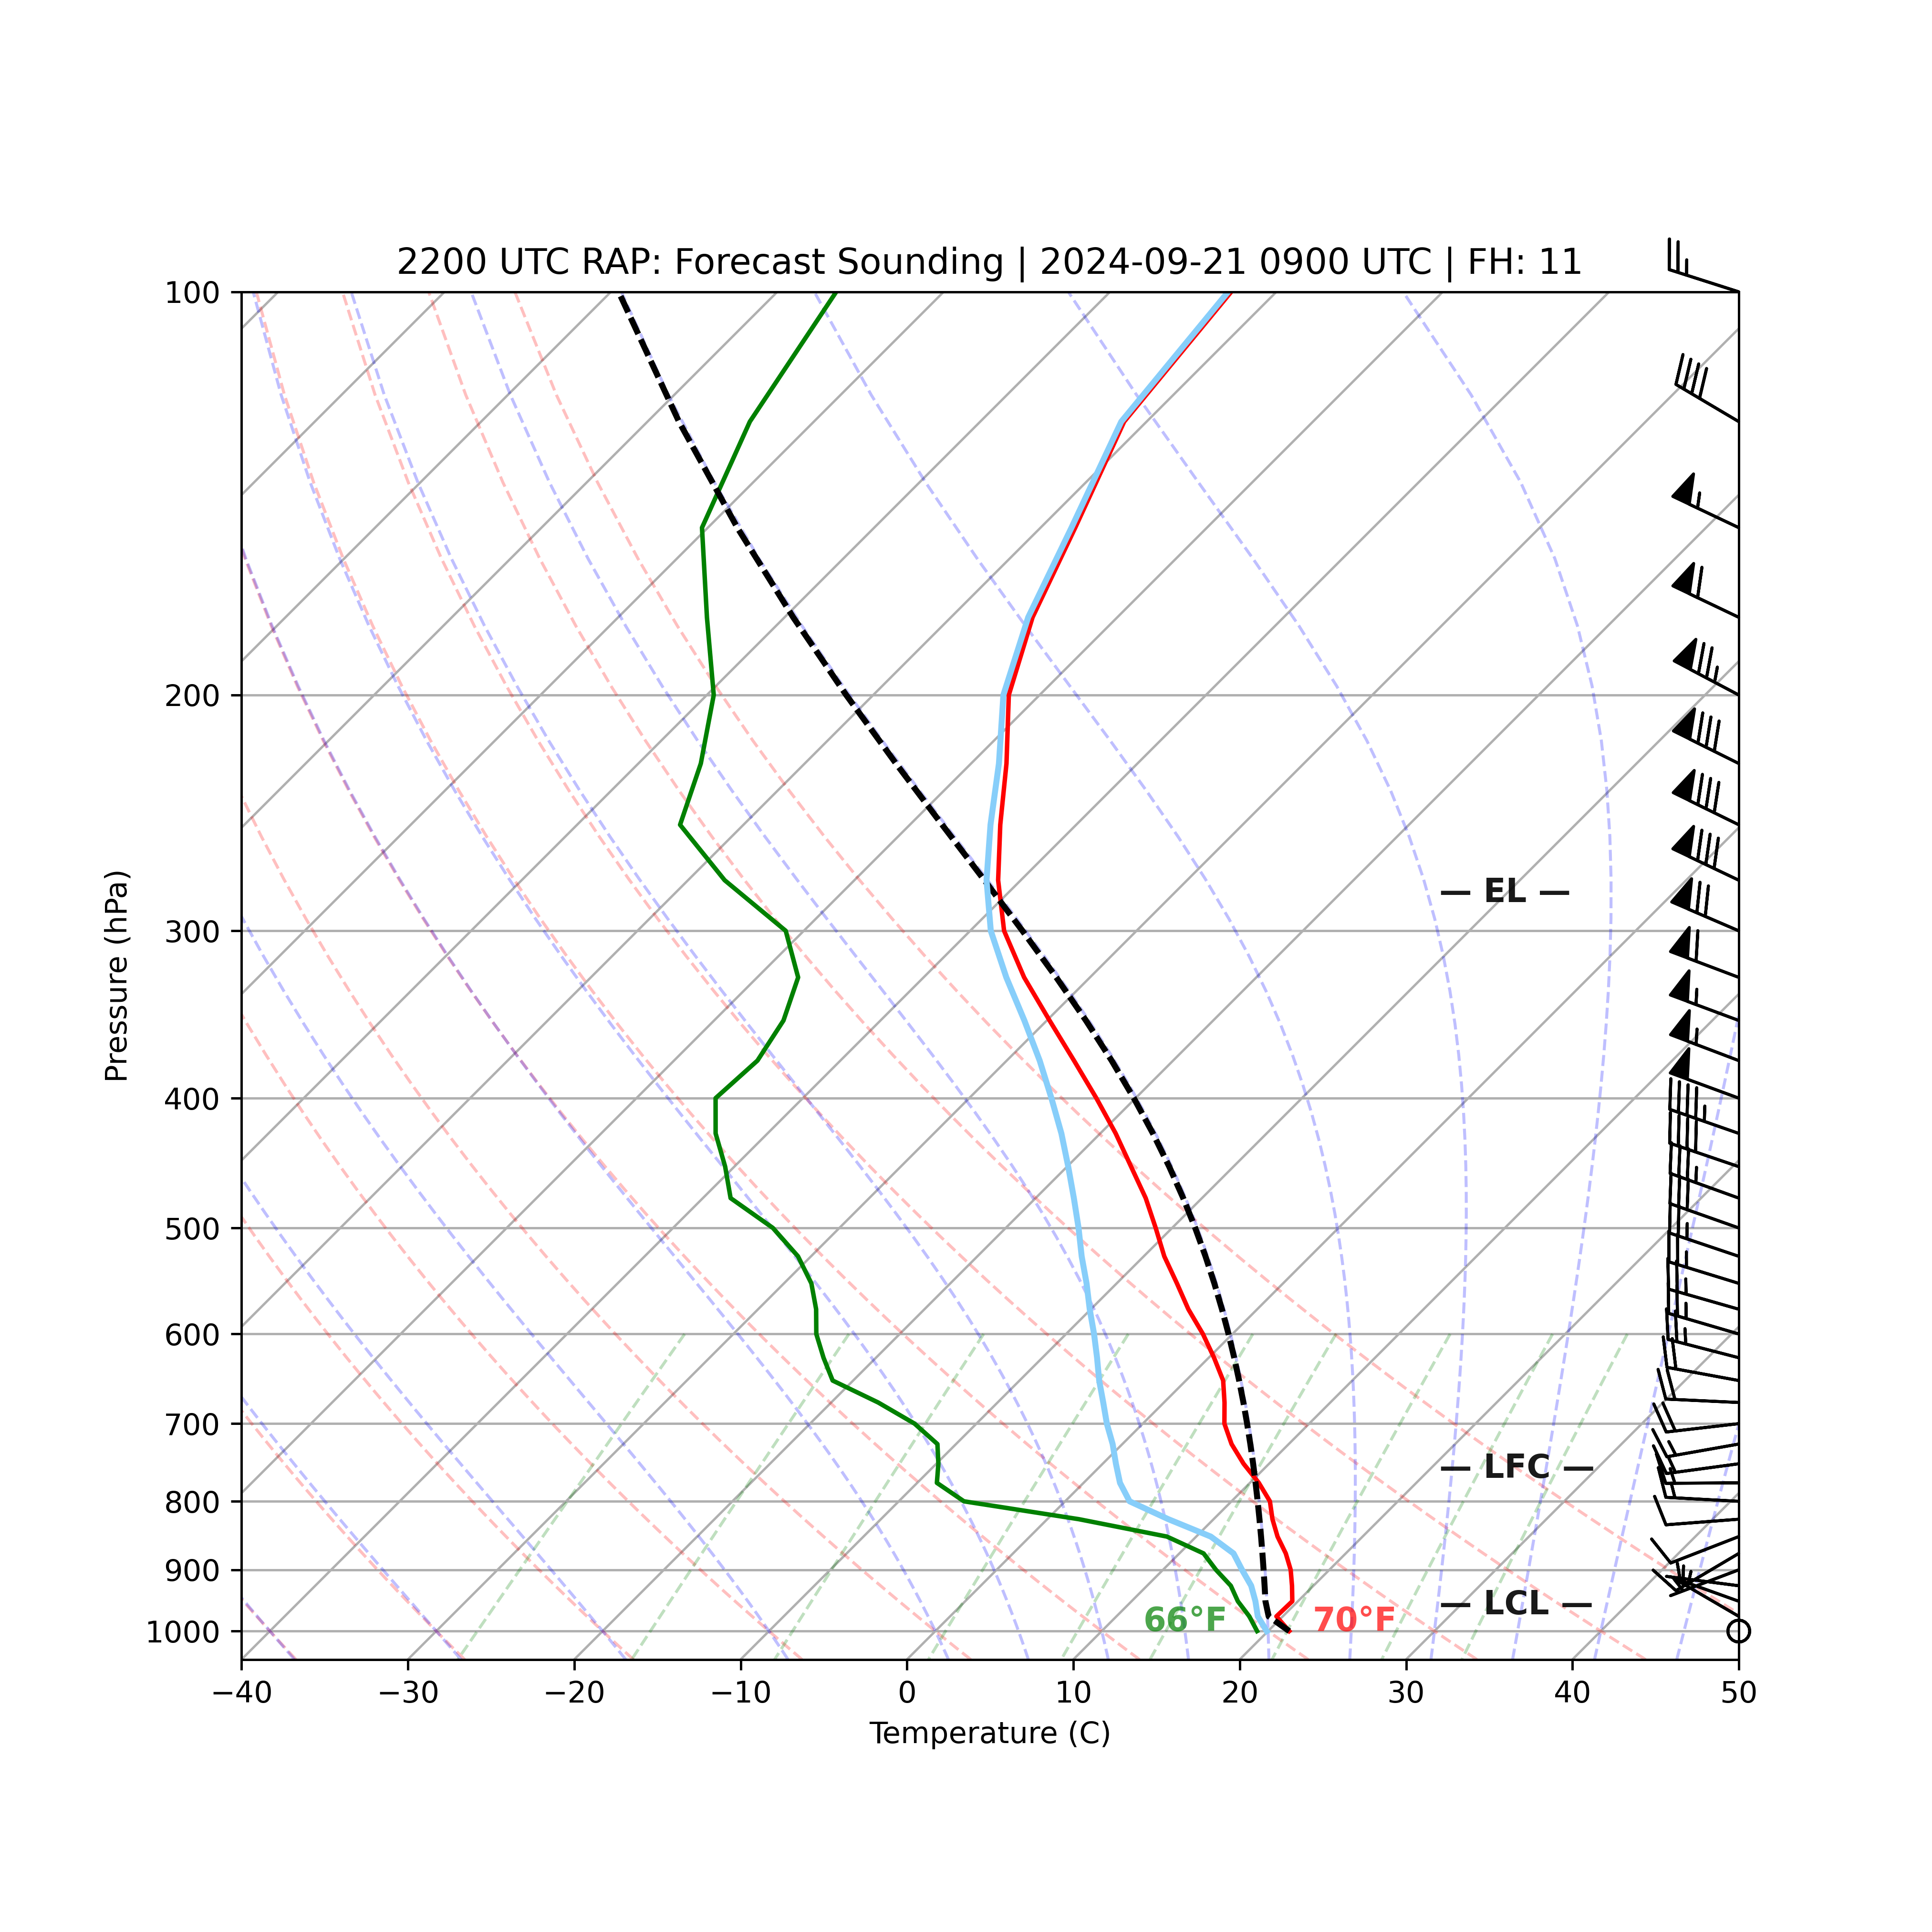 2200 UTC RAP: Forecast Sounding | 2024-09-21 0900 UTC | FH: 11
100
200
300
400
500
600
700
800
900
1000
Pressure (hPa)
— EL —
— LFC —
— LCL —
66°F
70°F
−40 −30 −20 −10 0 10 20 30 40 50
Temperature (C)